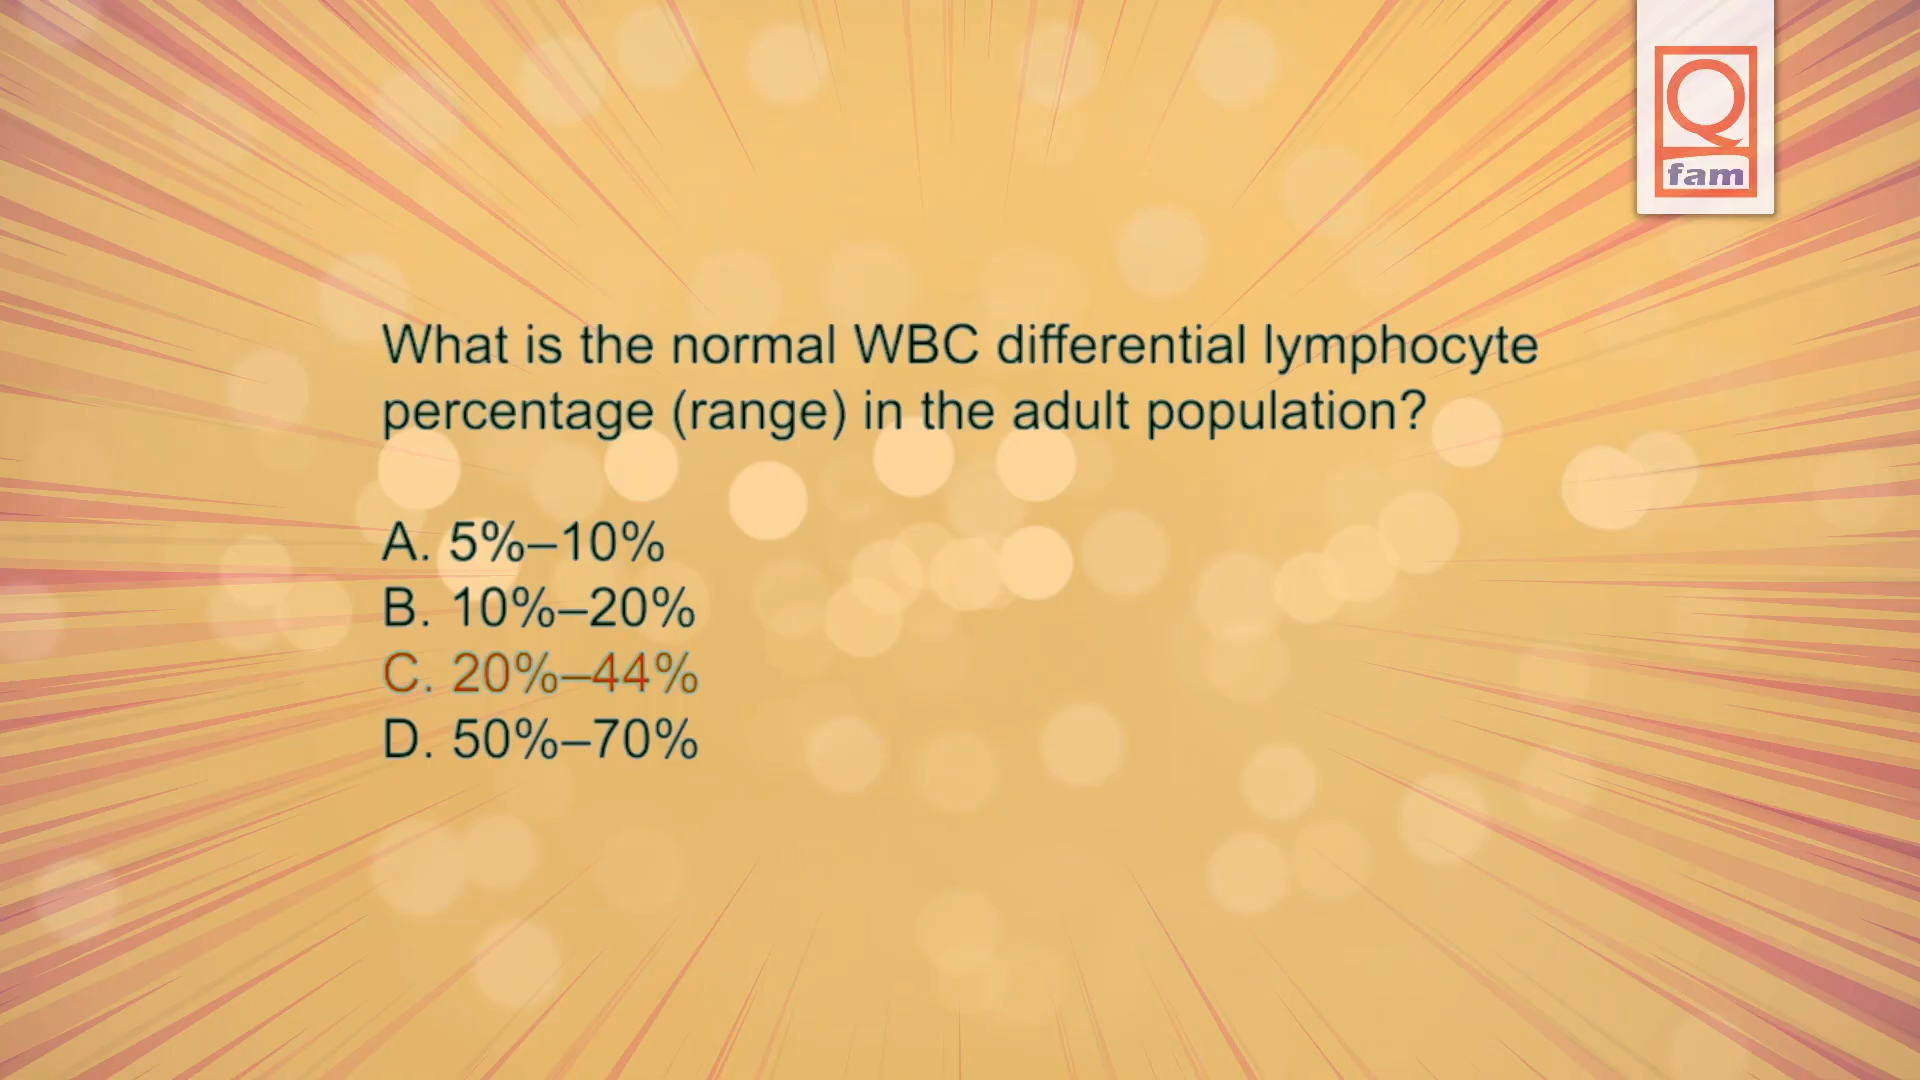 Q
fam
What is the normal WBC differential lymphocyte
percentage (range) in the adult population?
A. 5%–10%
B. 10%–20%
C. 20%–44%
D. 50%–70%